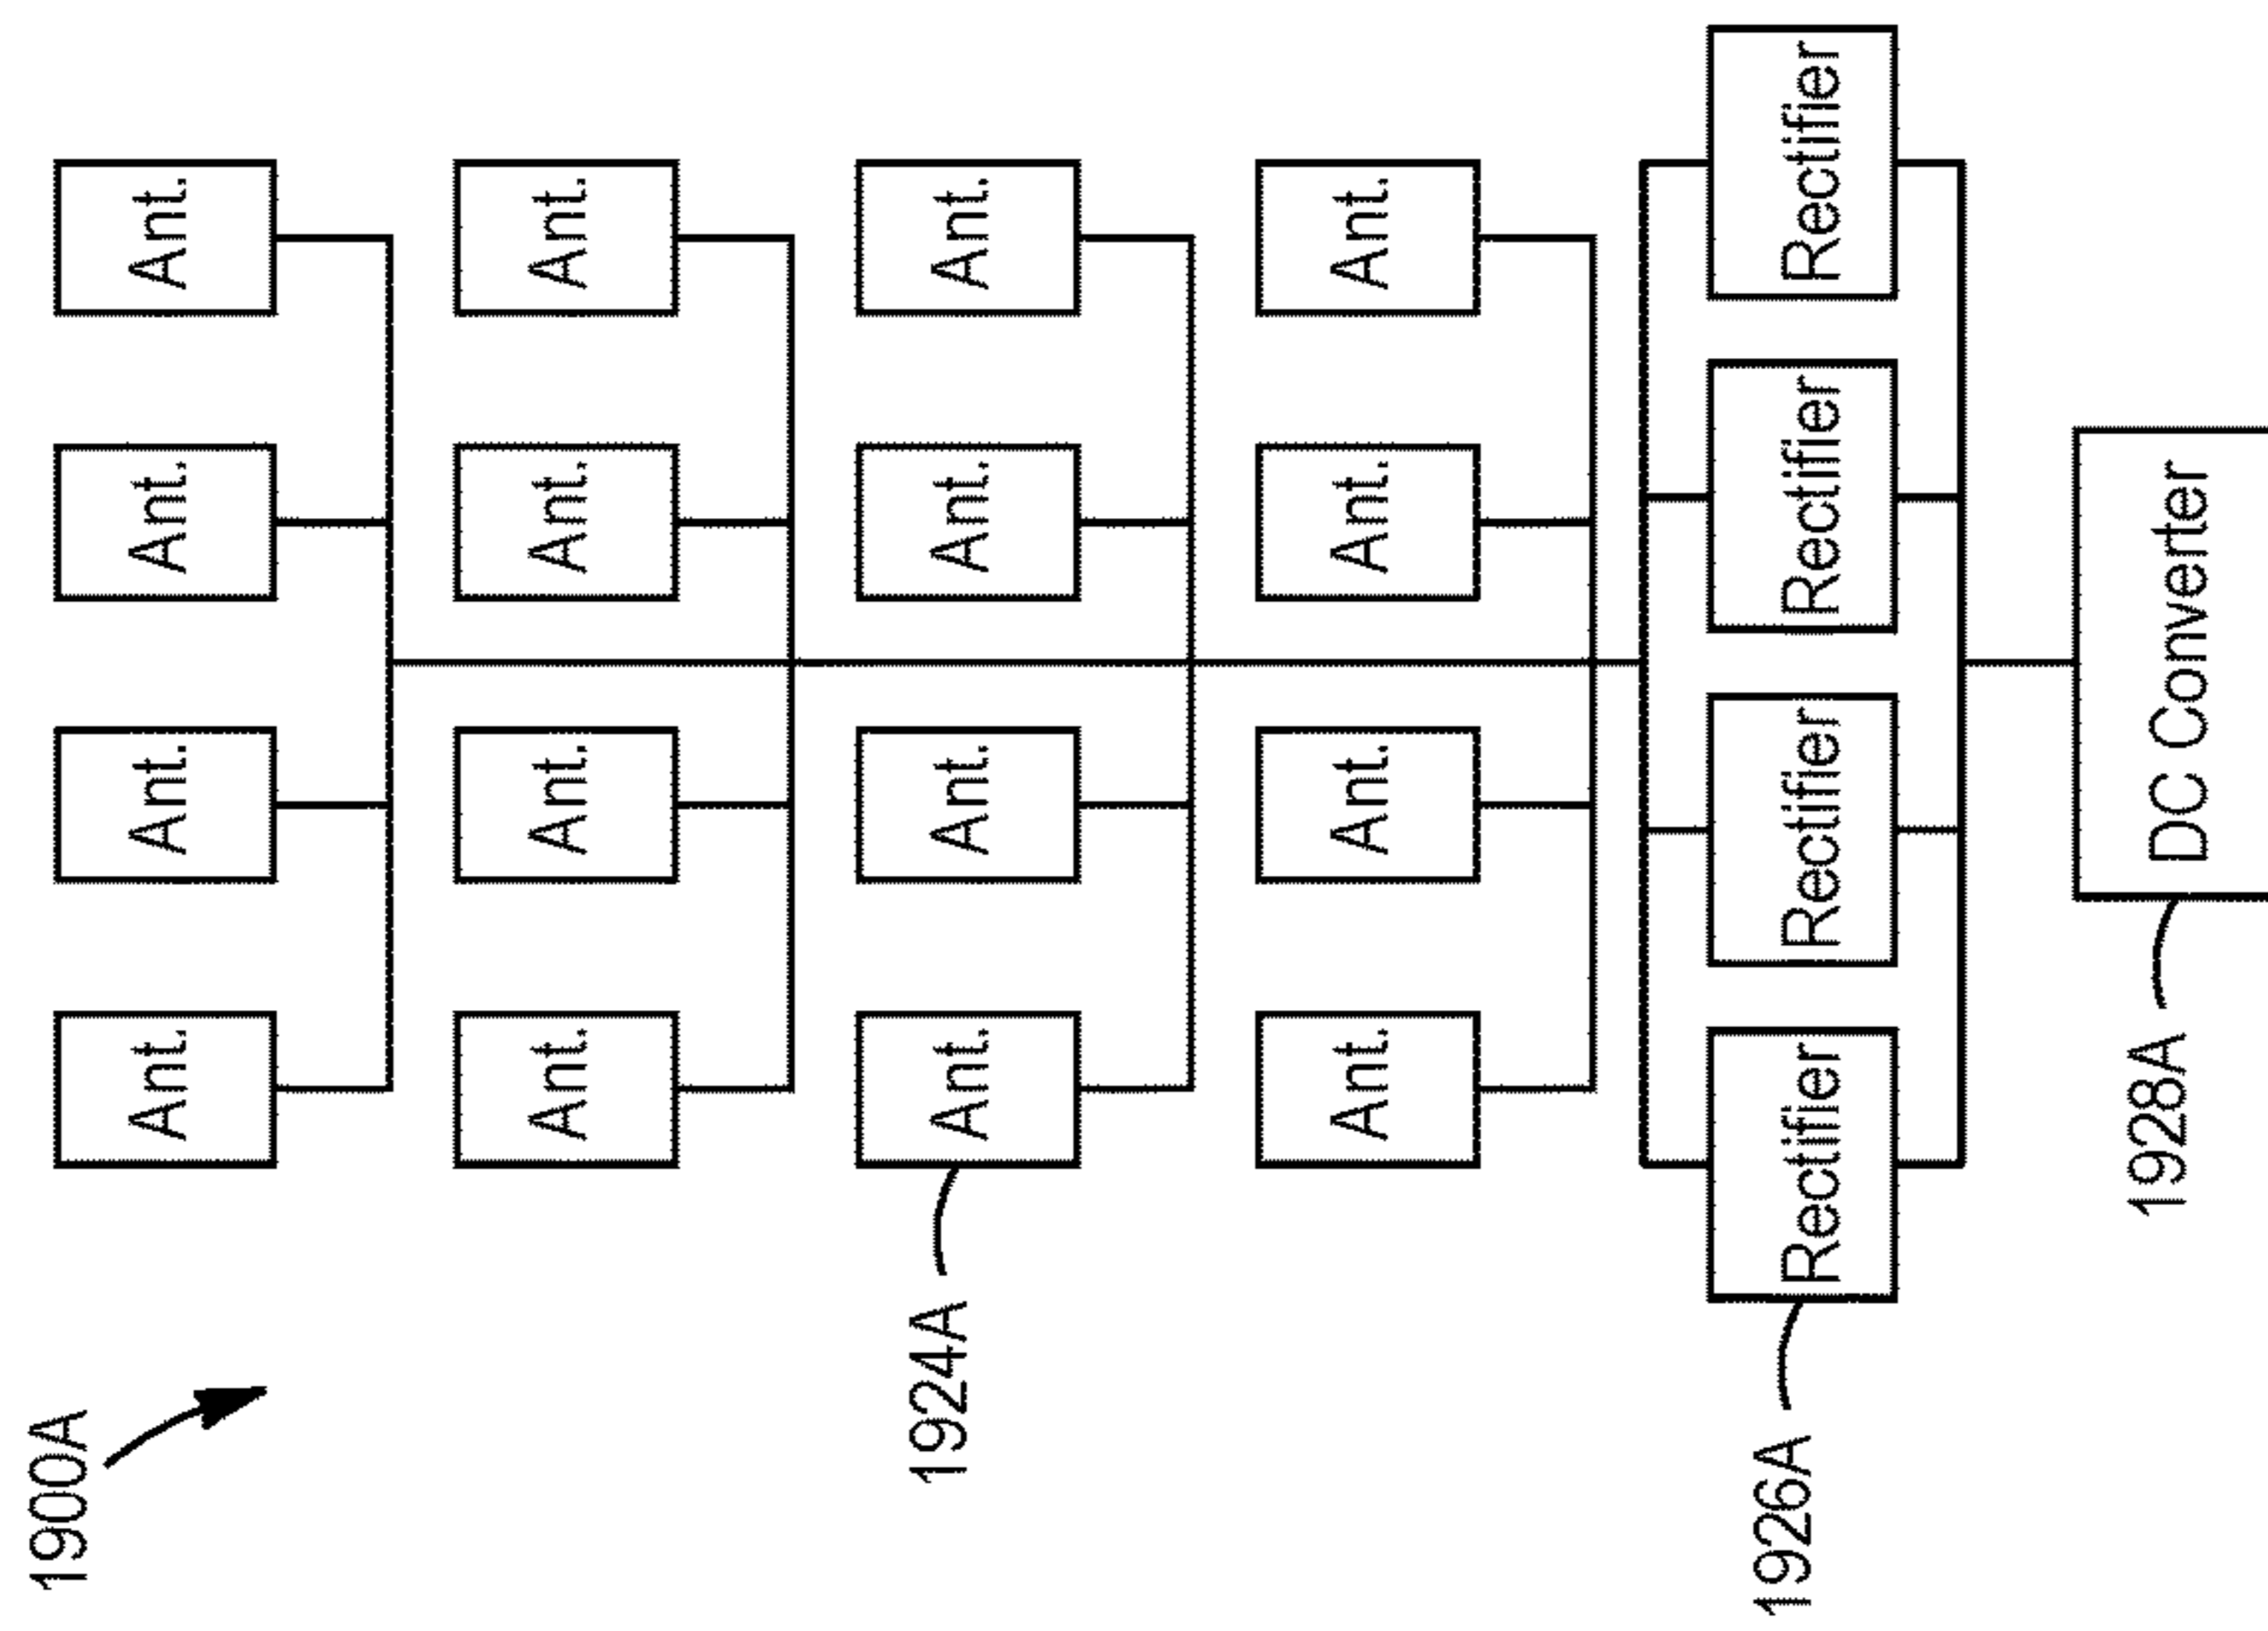 1900A
Ant. Ant. Ant. Ant.
Ant. Ant. Ant. Ant.
Ant. Ant. Ant. Ant.
Ant. Ant. Ant. Ant.
1924A
Rectifier Rectifier Rectifier Rectifier
1926A
DC Converter
1928A